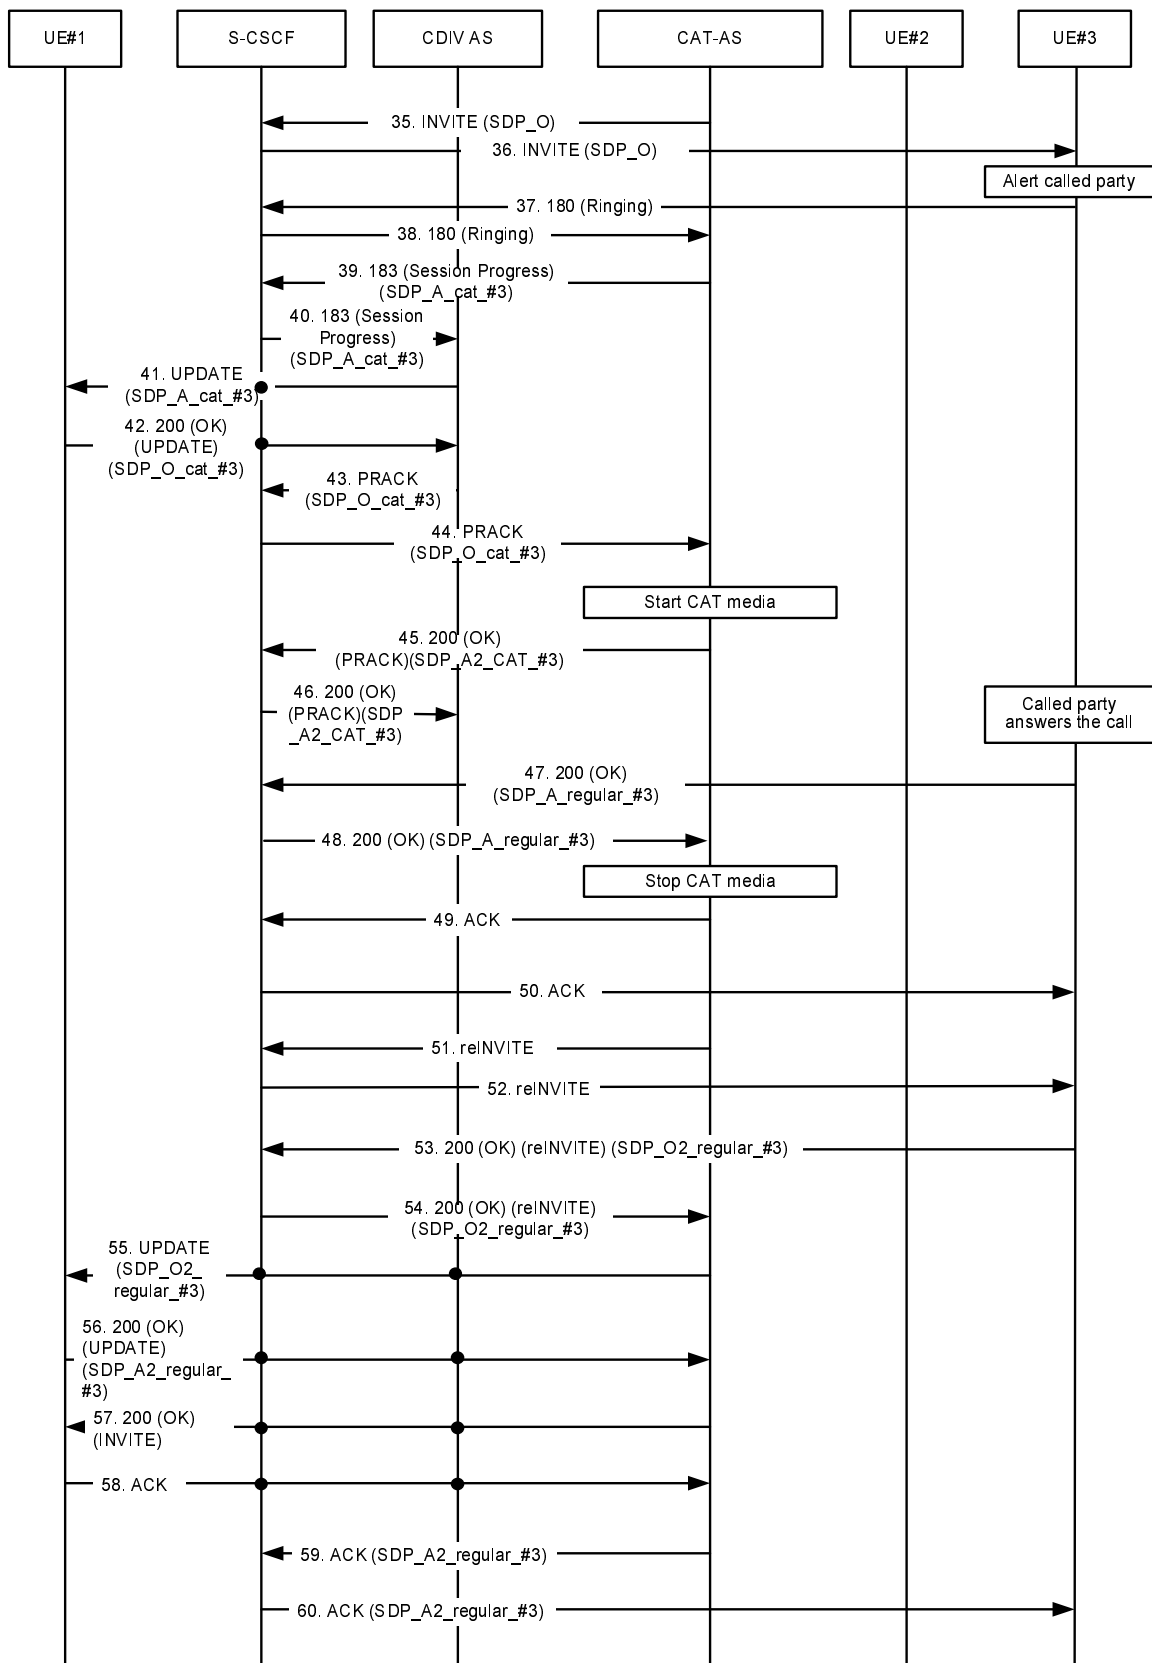 UE#1
S-CSCF
CDIV AS
CAT-AS
UE#2
UE#3
35. INVITE (SDP_O)
36. INVITE (SDP_O)
Alert called party
37. 180 (Ringing)
38. 180 (Ringing)
39. 183 (Session Progress)
(SDP_A_cat_#3)
40. 183 (Session
Progress)
(SDP_A_cat_#3)
41. UPDATE
(SDP_A_cat_#3)
42. 200 (OK)
(UPDATE)
(SDP_O_cat_#3)
43. PRACK
(SDP_O_cat_#3)
44. PRACK
(SDP_O_cat_#3)
Start CAT media
45. 200 (OK)
(PRACK)(SDP_A2_CAT_#3)
46. 200 (OK)
(PRACK)(SDP
_A2_CAT_#3)
Called party
answers the call
47. 200 (OK)
(SDP_A_regular_#3)
48. 200 (OK) (SDP_A_regular_#3)
Stop CAT media
49. ACK
50. ACK
51. reINVITE
52. reINVITE
53. 200 (OK) (reINVITE) (SDP_O2_regular_#3)
54. 200 (OK) (reINVITE)
(SDP_O2_regular_#3)
55. UPDATE
(SDP_O2_
regular_#3)
56. 200 (OK)
(UPDATE)
(SDP_A2_regular_
#3)
57. 200 (OK)
(INVITE)
58. ACK
59. ACK (SDP_A2_regular_#3)
60. ACK (SDP_A2_regular_#3)